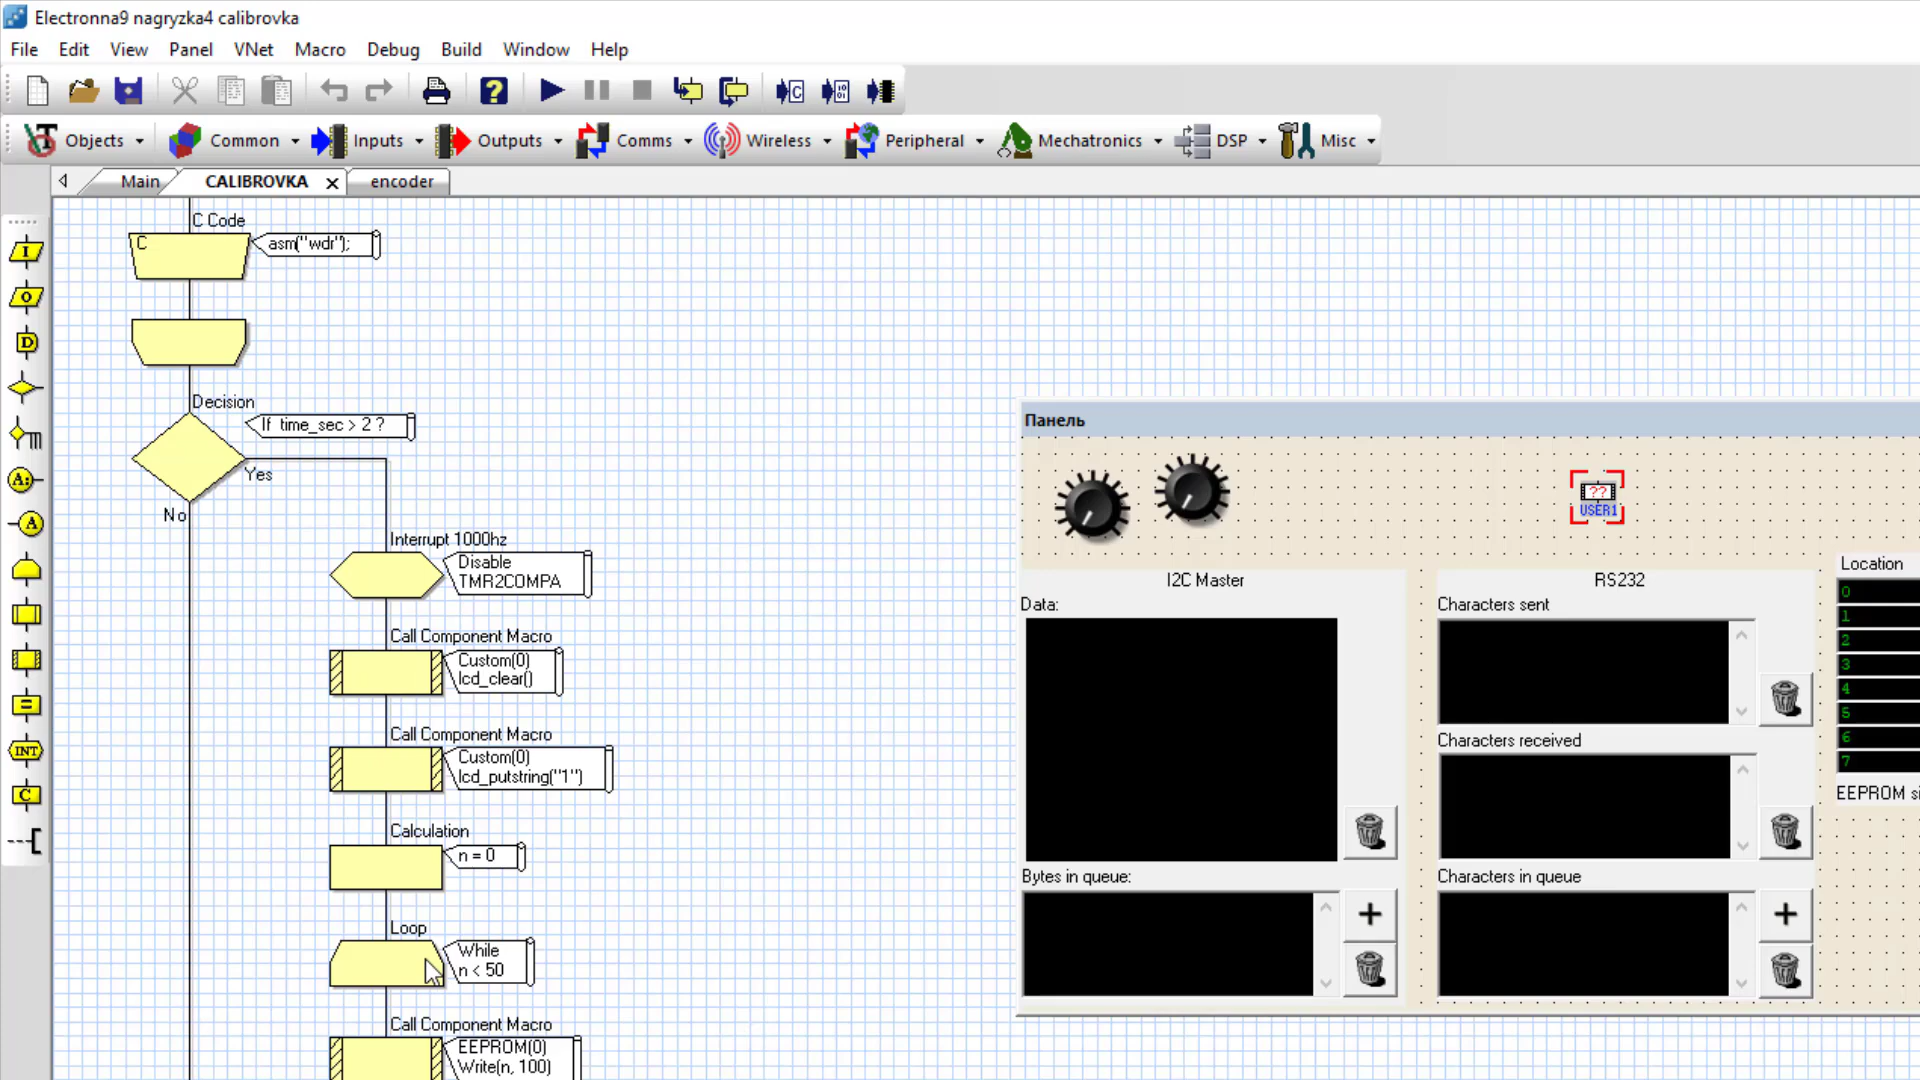 Electronna9 nagryzka4 calibrovka
File Edit View Panel VNet Macro Debug Build Window Help
Objects Common Inputs Outputs Comms Wireless Peripheral Mechatronics DSP Misc
Main CALIBROVKA encoder
C Code
C
asm("wdr");
Decision
If time_sec > 2 ?
Yes
No
Interrupt 1000hz
Disable
TMR2COMPA
Call Component Macro
Custom(0)
lcd_clear()
Call Component Macro
Custom(0)
lcd_putstring("1")
Calculation
n = 0
Loop
While
n < 50
Call Component Macro
EEPROM(0)
Write(n, 100)
I
O
D
A:
A
=
INT
C
Панель
??
USER1
I2C Master
Data:
Bytes in queue:
RS232
Characters sent
Characters received
Characters in queue
Location
0
1
2
3
4
5
6
7
EEPROM si